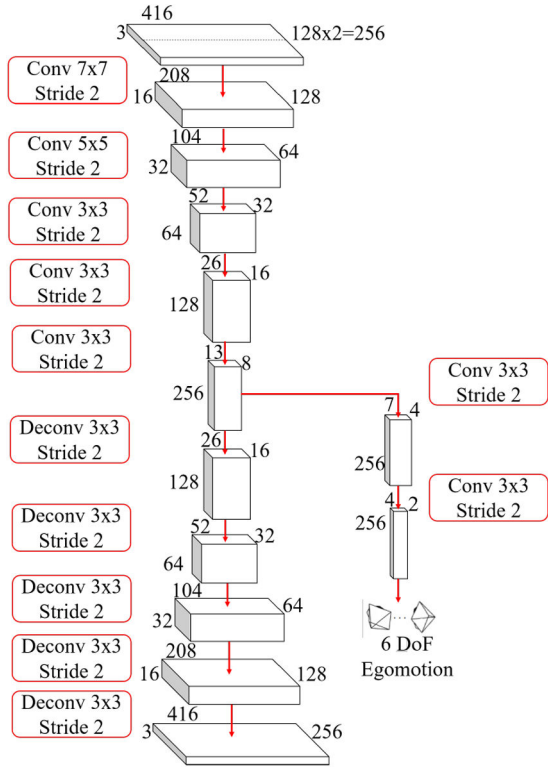 416
3
128x2=256
Conv 7x7
Stride 2
208
16
128
Conv 5x5
Stride 2
104
64
32
Conv 3x3
Stride 2
52
32
64
Conv 3x3
Stride 2
26
16
128
Conv 3x3
Stride 2
13
8
256
Conv 3x3
Stride 2
7
4
256
Deconv 3x3
Stride 2
26
16
128
Conv 3x3
Stride 2
4
2
256
Deconv 3x3
Stride 2
52
32
64
Deconv 3x3
Stride 2
104
64
32
6 DoF
Egomotion
Deconv 3x3
Stride 2
208
16
128
Deconv 3x3
Stride 2
416
3
256